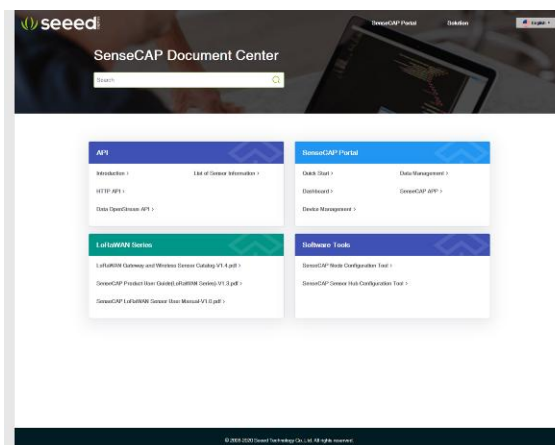 seeed
SenseCAP Portal
Solution
English
SenseCAP Document Center
Search
API
Introduction >
List of Sensor Information >
HTTP API >
Data OpenStream API >
SenseCAP Portal
Quick Start >
Data Management >
Dashboard >
SenseCAP APP >
Device Management >
LoRaWAN Series
LoRaWAN Gateway and Wireless Sensor Catalog-V1.4.pdf >
SenseCAP Product User Guide(LoRaWAN Series)-V1.3.pdf >
SenseCAP LoRaWAN Sensor User Manual-V1.0.pdf >
Software Tools
SenseCAP Node Configuration Tool >
SenseCAP Sensor Hub Configuration Tool >
© 2008-2020 Seeed Technology Co.,Ltd. All rights reserved.